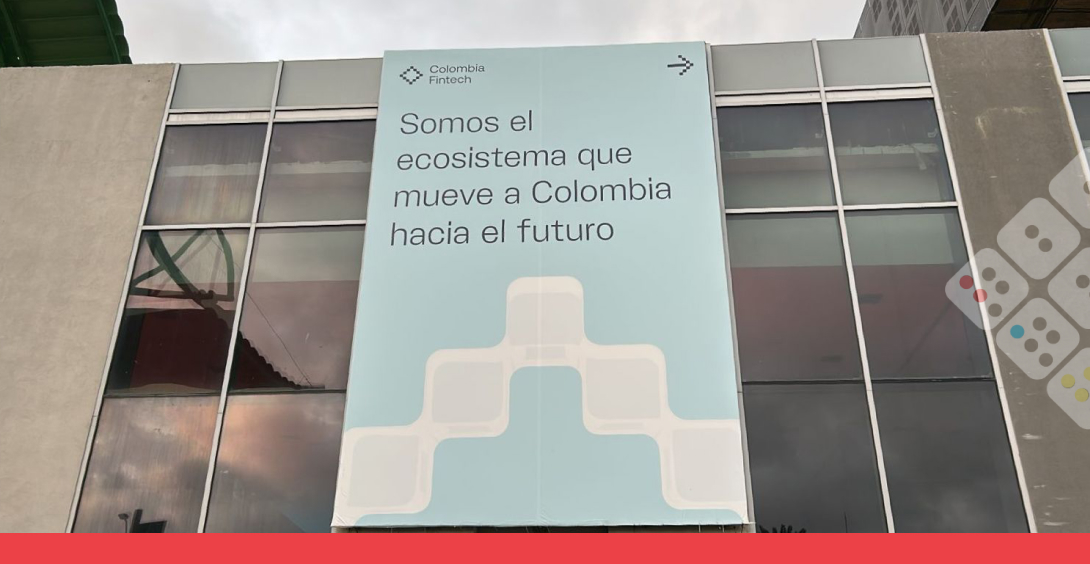 Colombia
Fintech
Somos el
ecosistema que
mueve a Colombia
hacia el futuro